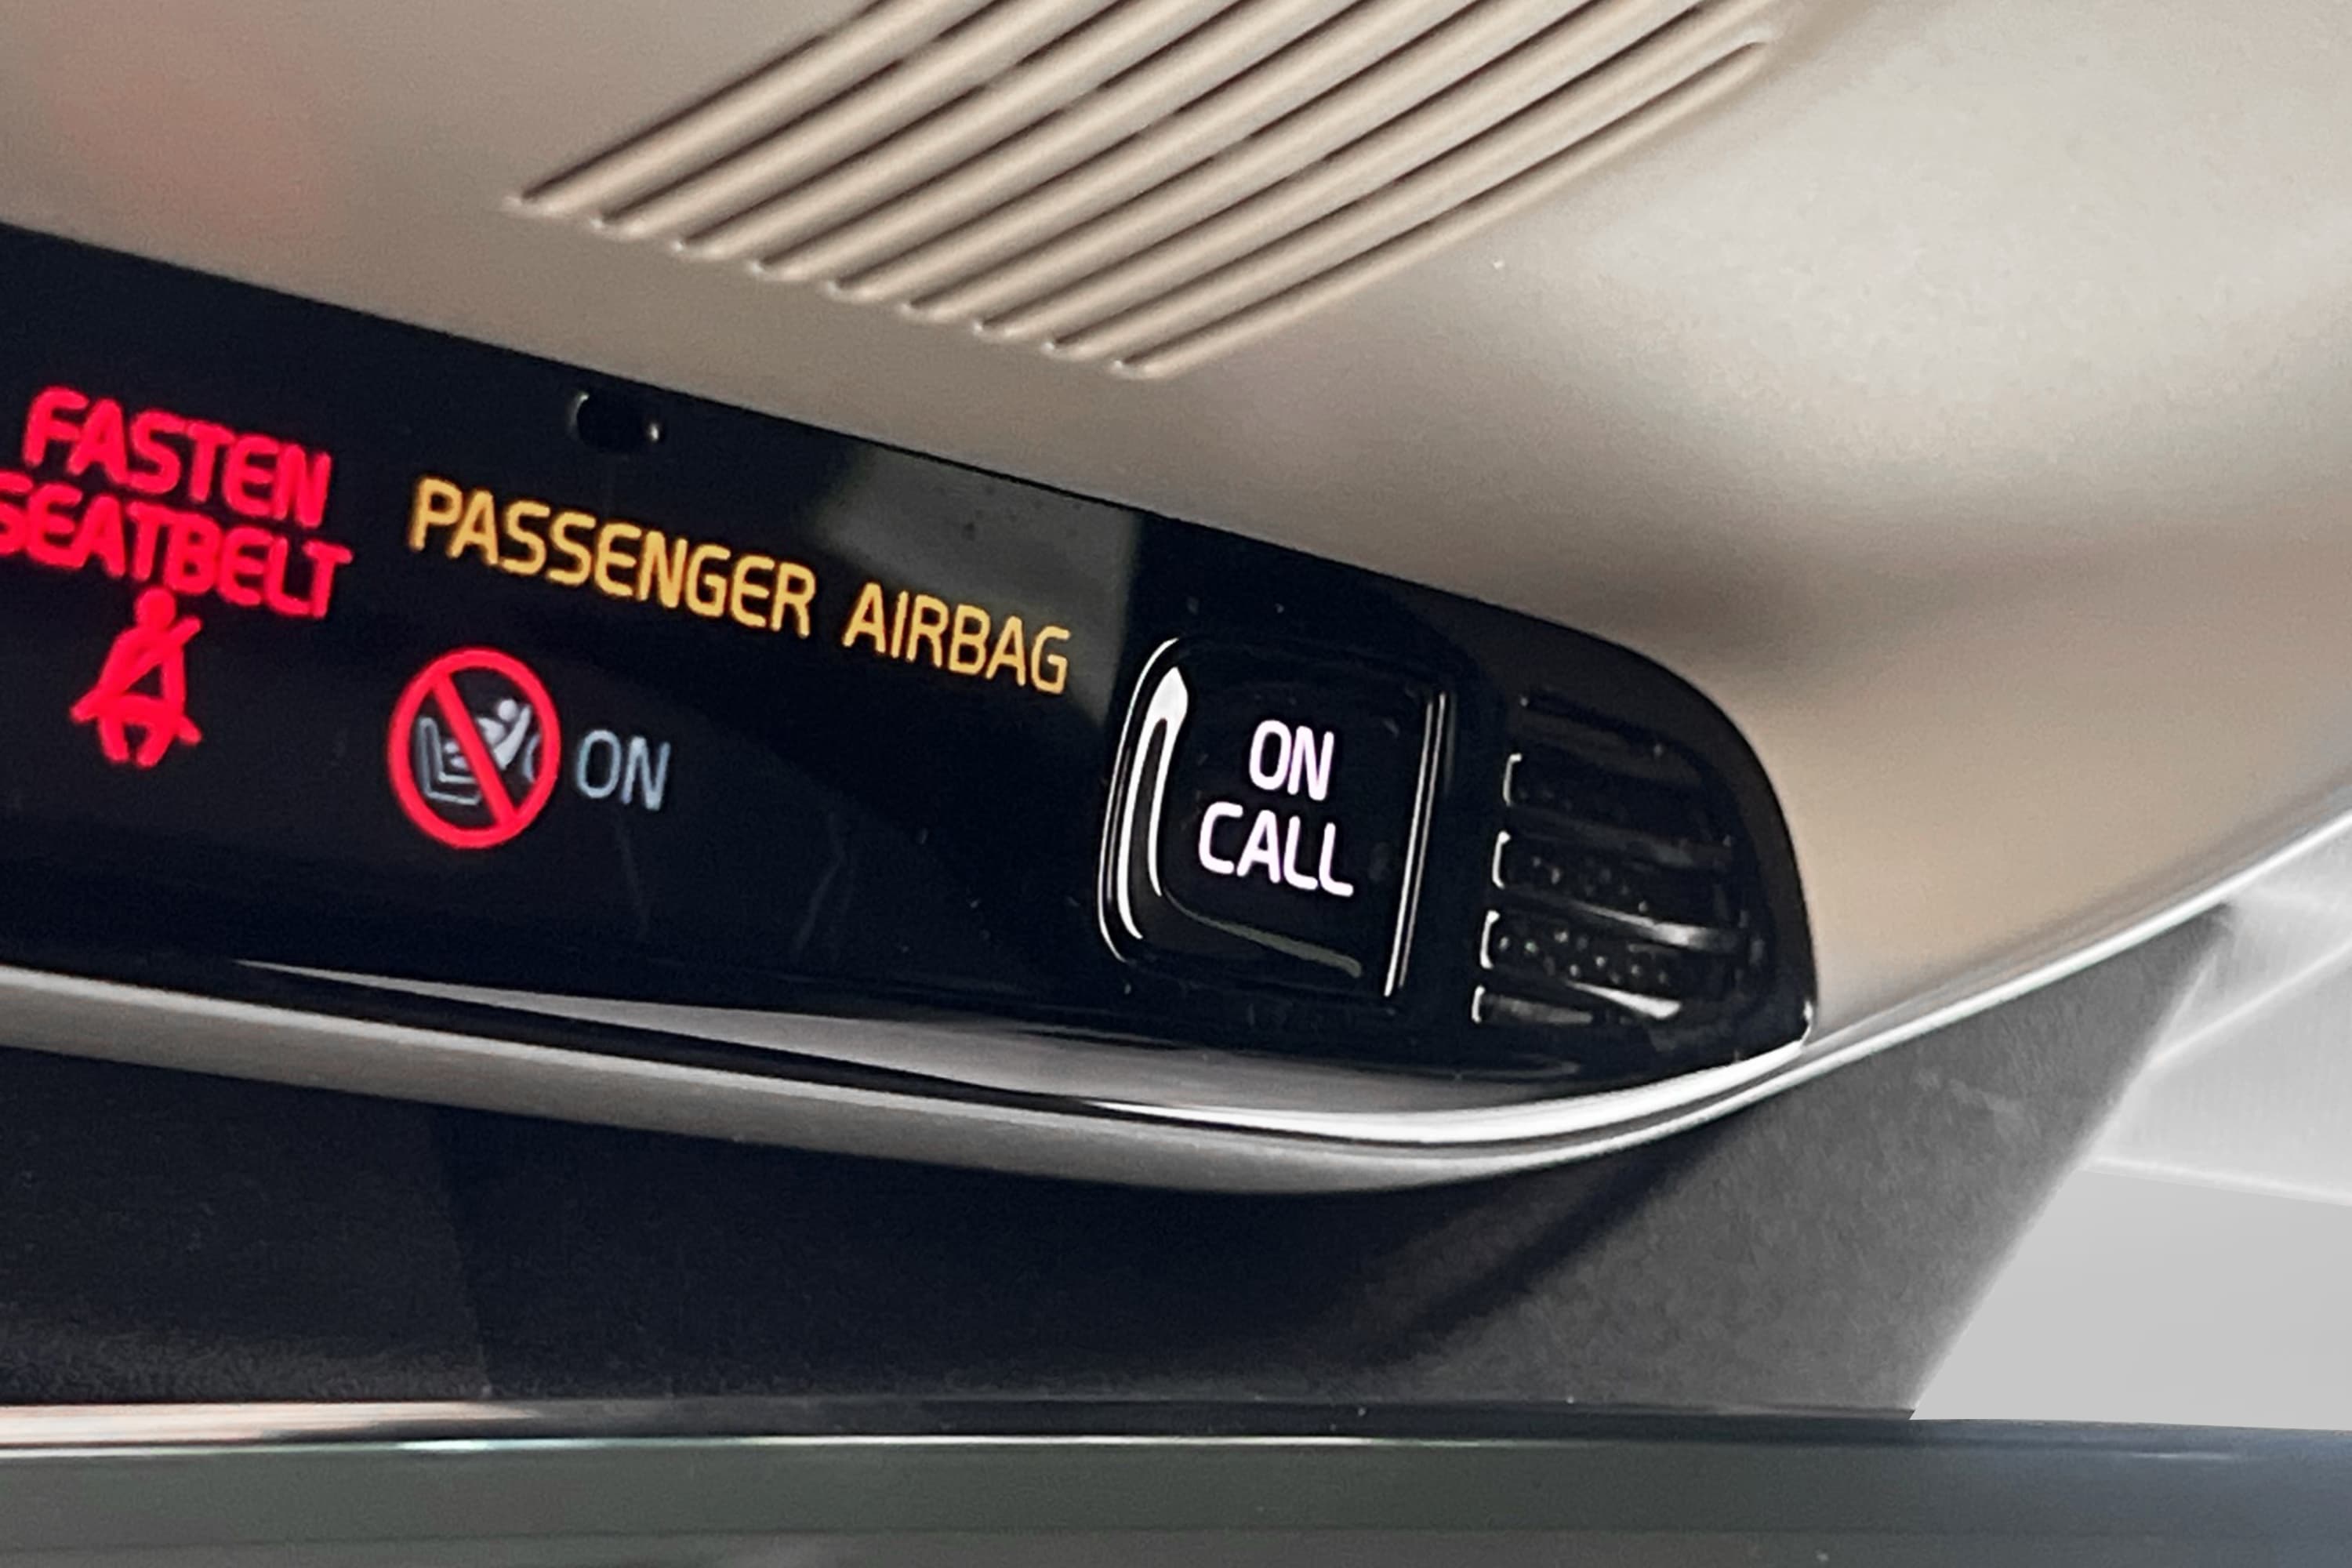 FASTEN
SEATBELT
PASSENGER AIRBAG
ON
ON
CALL